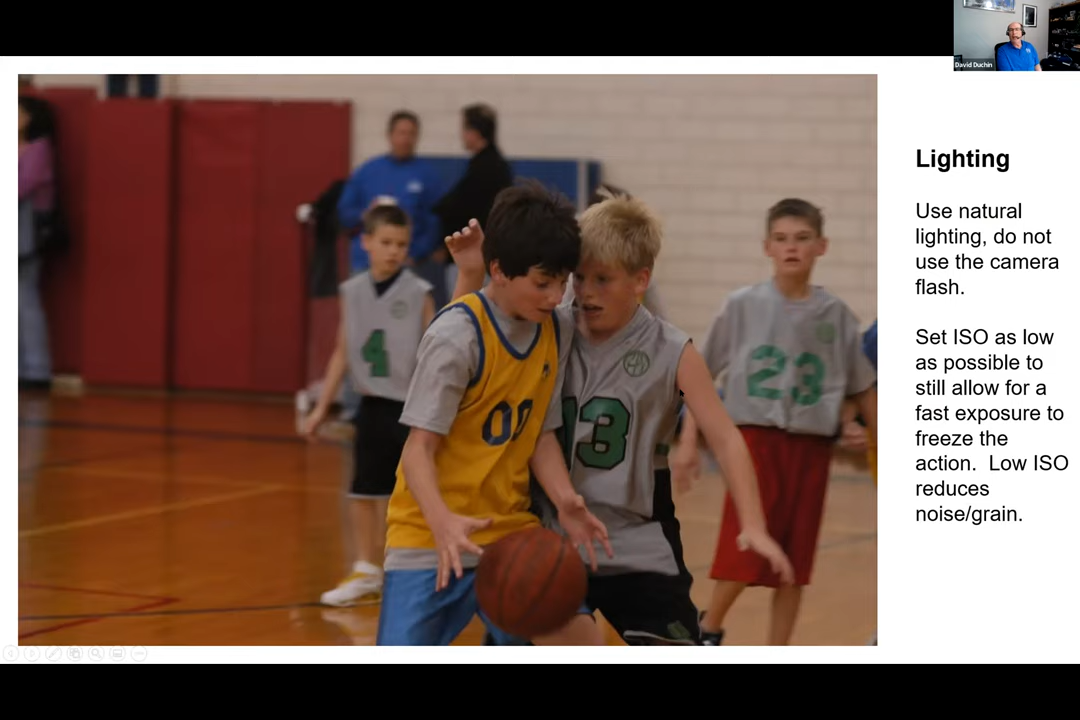 David Duchin
Lighting
Use natural
lighting, do not
use the camera
flash.
Set ISO as low
as possible to
still allow for a
fast exposure to
freeze the
action.  Low ISO
reduces
noise/grain.
4
00
13
23